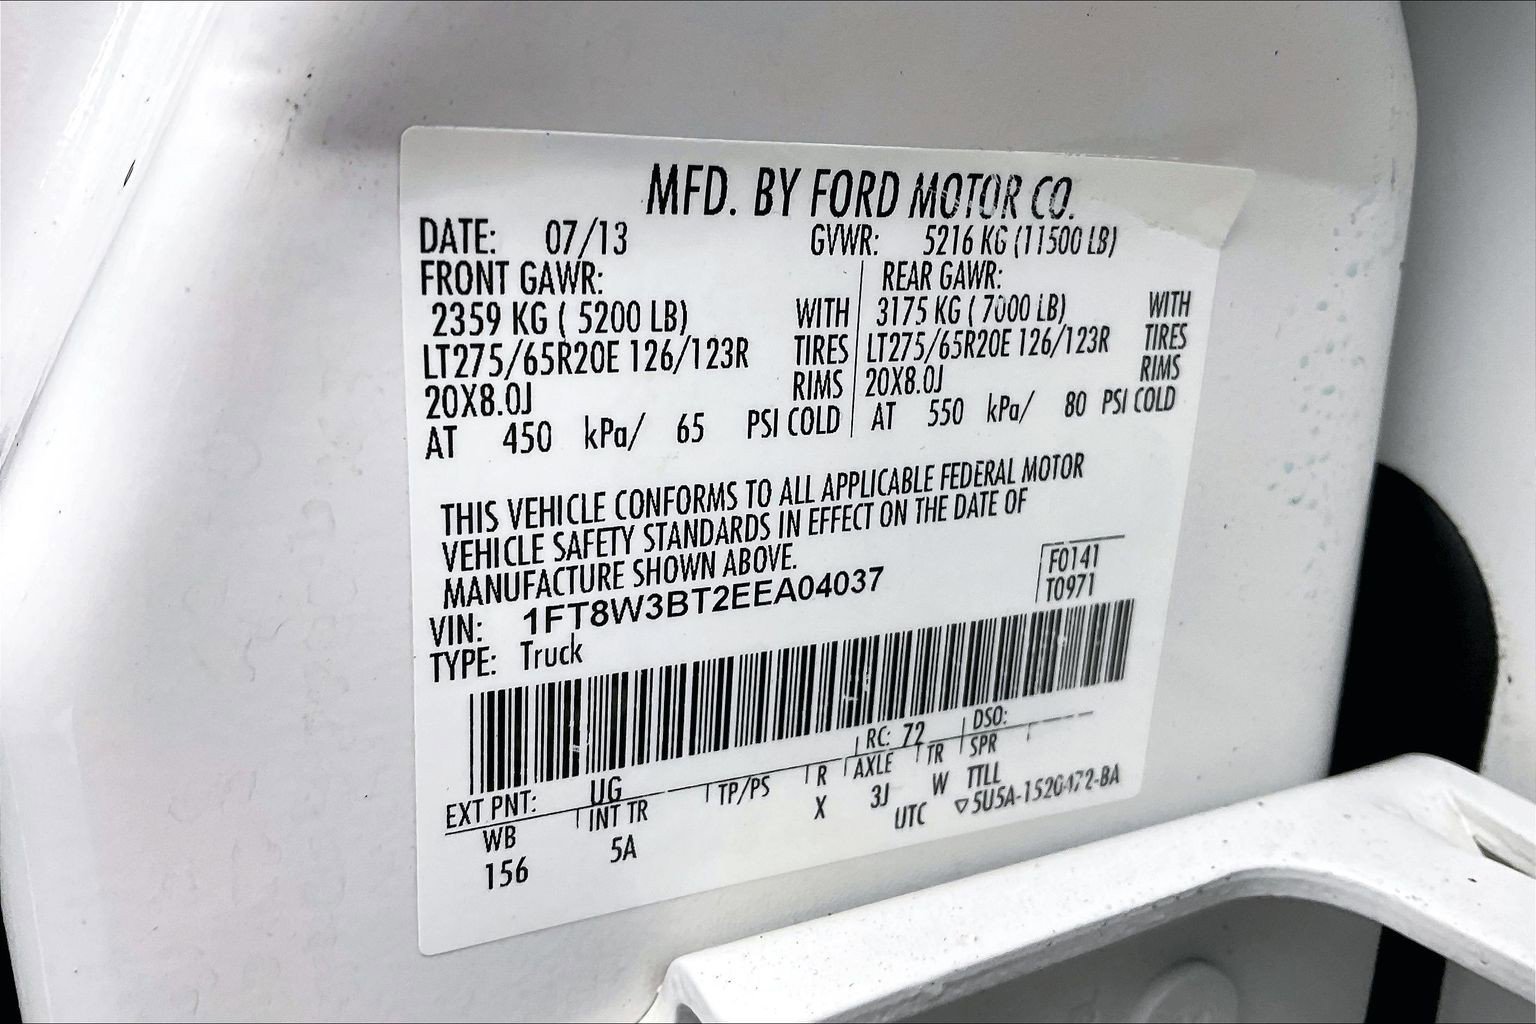 MFD. BY FORD MOTOR CO.
DATE: 07/13 GVWR: 5216 KG (11500 LB)
FRONT GAWR: REAR GAWR:
2359 KG ( 5200 LB) WITH 3175 KG ( 7000 LB) WITH
LT275/65R20E 126/123R TIRES LT275/65R20E 126/123R TIRES
20X8.0J RIMS 20X8.0J RIMS
AT 450 kPa/ 65 PSI COLD AT 550 kPa/ 80 PSI COLD
THIS VEHICLE CONFORMS TO ALL APPLICABLE FEDERAL MOTOR
VEHICLE SAFETY STANDARDS IN EFFECT ON THE DATE OF
MANUFACTURE SHOWN ABOVE.
F0141
T0971
VIN: 1FT8W3BT2EEA04037
TYPE: Truck
EXT PNT: UG RC: 72 DSO:
WB INT TR TP/PS R AXLE TR SPR
156 5A X 3J W TTLL
UTC ▽5U5A-1520472-BA